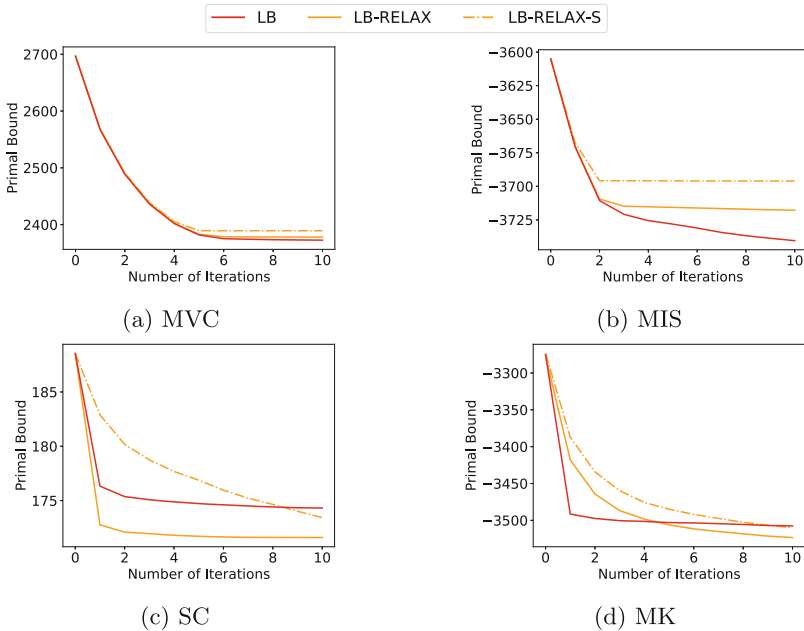 LB LB-RELAX LB-RELAX-S
2700
2600
2500
2400
Primal Bound
0 2 4 6 8 10
Number of Iterations
(a) MVC
−3600
−3625
−3650
−3675
−3700
−3725
Primal Bound
0 2 4 6 8 10
Number of Iterations
(b) MIS
185
180
175
Primal Bound
0 2 4 6 8 10
Number of Iterations
(c) SC
−3300
−3350
−3400
−3450
−3500
Primal Bound
0 2 4 6 8 10
Number of Iterations
(d) MK